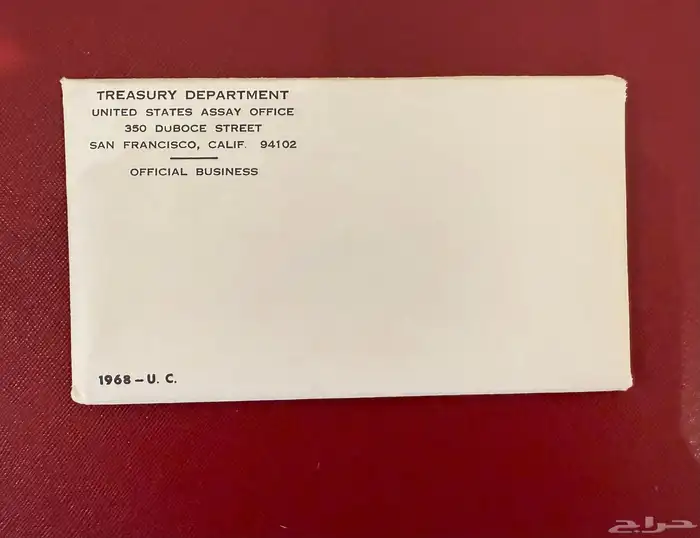 TREASURY DEPARTMENT
UNITED STATES ASSAY OFFICE
350 DUBOCE STREET
SAN FRANCISCO, CALIF. 94102
OFFICIAL BUSINESS
1968 – U. C.
حراج